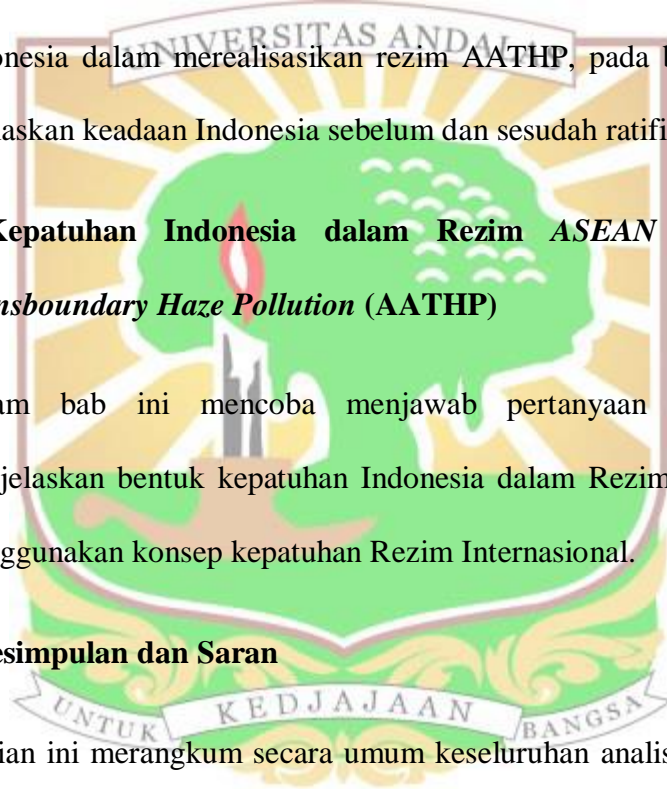 UNIVERSITAS ANDALAS
onesia dalam merealisasikan rezim AATHP, pada b
laskan keadaan Indonesia sebelum dan sesudah ratifi
Kepatuhan Indonesia dalam Rezim ASEAN
nsboundary Haze Pollution (AATHP)
am bab ini mencoba menjawab pertanyaan
jelaskan bentuk kepatuhan Indonesia dalam Rezim
ggunakan konsep kepatuhan Rezim Internasional.
esimpulan dan Saran
UNTUK KEDJAJAAN BANGSA
ian ini merangkum secara umum keseluruhan analis